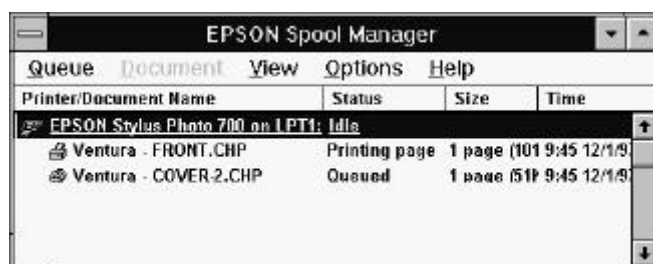 EPSON Spool Manager
Queue Document View Options Help
Printer/Document Name Status Size Time
EPSON Stylus Photo 700 on LPT1: Idle
Ventura - FRONT.CHP Printing page 1 page (101 9:45 12/1/9
Ventura - COVER-2.CHP Queued 1 page (51 9:45 12/1/9